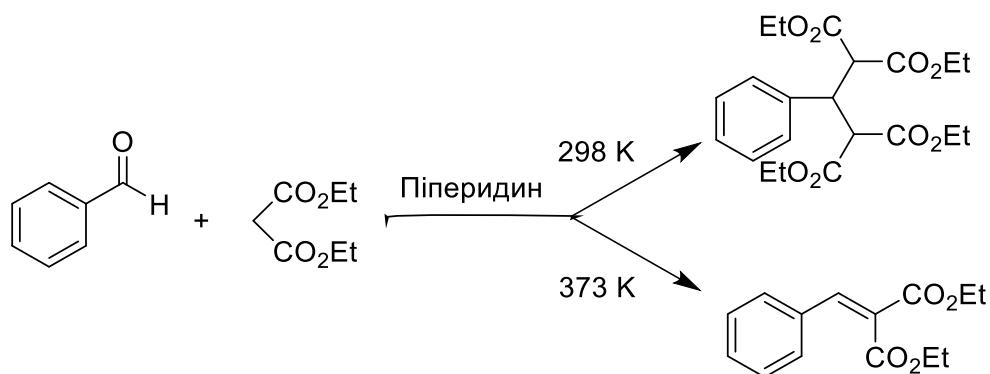 EtO₂C
CO₂Et
CO₂Et
EtO₂C
298 K
O
H
+
CO₂Et
CO₂Et
Піперидин
373 K
CO₂Et
CO₂Et